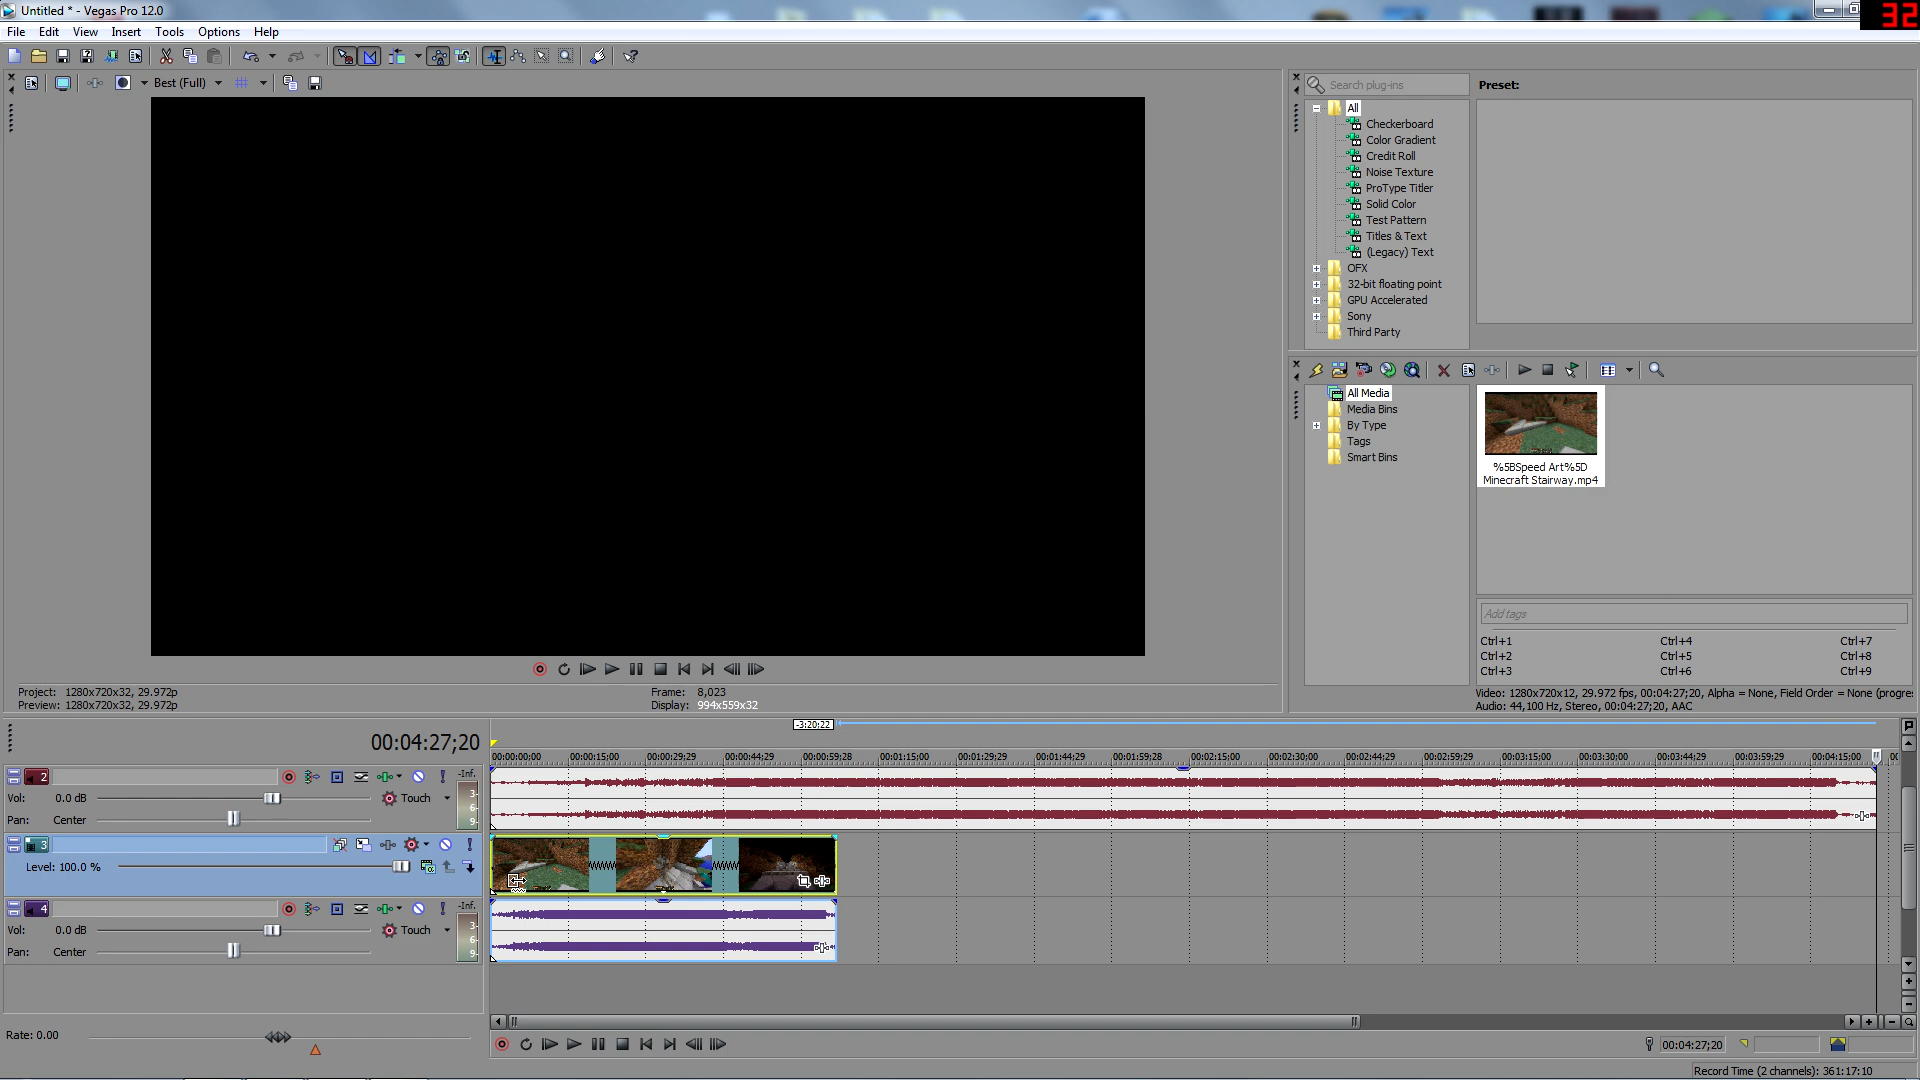 Untitled * - Vegas Pro 12.0
32
File Edit View Insert Tools Options Help
Best (Full)
Search plug-ins
Preset:
All
Checkerboard
Color Gradient
Credit Roll
Noise Texture
ProType Titler
Solid Color
Test Pattern
Titles & Text
(Legacy) Text
OFX
32-bit floating point
GPU Accelerated
Sony
Third Party
All Media
Media Bins
By Type
Tags
Smart Bins
%5BSpeed Art%5D
Minecraft Stairway.mp4
Add tags
Ctrl+1 Ctrl+4 Ctrl+7
Ctrl+2 Ctrl+5 Ctrl+8
Ctrl+3 Ctrl+6 Ctrl+9
Video: 1280x720x12, 29.972 fps, 00:04:27;20, Alpha = None, Field Order = None (progre:
Audio: 44,100 Hz, Stereo, 00:04:27;20, AAC
Project: 1280x720x32, 29.972p
Preview: 1280x720x32, 29.972p
Frame: 8,023
Display: 994x559x32
-3:20;22
00:04:27;20
00:00:00;00 00:00:15;00 00:00:29;29 00:00:44;29 00:00:59;28 00:01:15;00 00:01:29;29 00:01:44;29 00:01:59;28 00:02:15;00 00:02:30;00 00:02:44;29 00:02:59;29 00:03:15;00 00:03:30;00 00:03:44;29 00:03:59;29 00:04:15;00 00
2 -Inf.
Vol: 0.0 dB Touch
Pan: Center
3
6
9
3
Level: 100.0 %
4 -Inf.
Vol: 0.0 dB Touch
Pan: Center
3
6
9
Rate: 0.00
00:04:27;20
Record Time (2 channels): 361:17:10